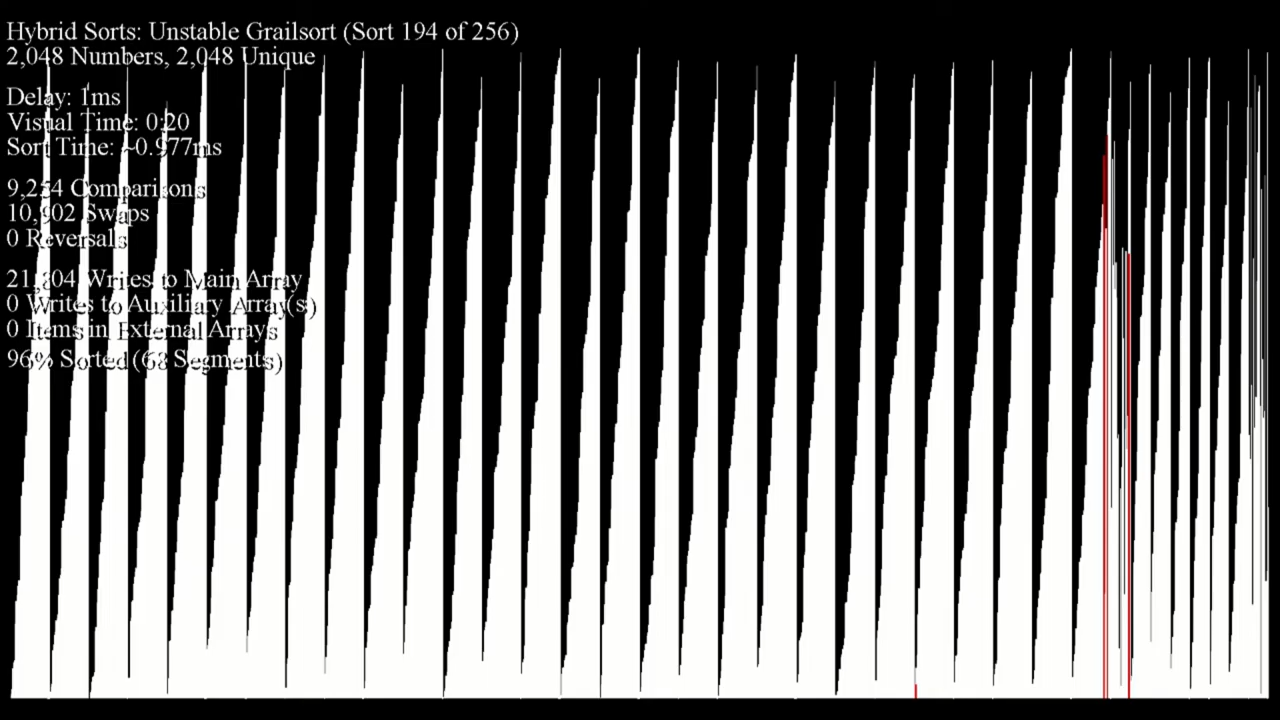 Hybrid Sorts: Unstable Grailsort (Sort 194 of 256)
2,048 Numbers, 2,048 Unique
Delay: 1ms
Visual Time: 0:20
Sort Time: ~0.977ms
9,254 Comparisons
10,902 Swaps
0 Reversals
21,804 Writes to Main Array
0 Writes to Auxiliary Array(s)
0 Items in External Arrays
96% Sorted (68 Segments)